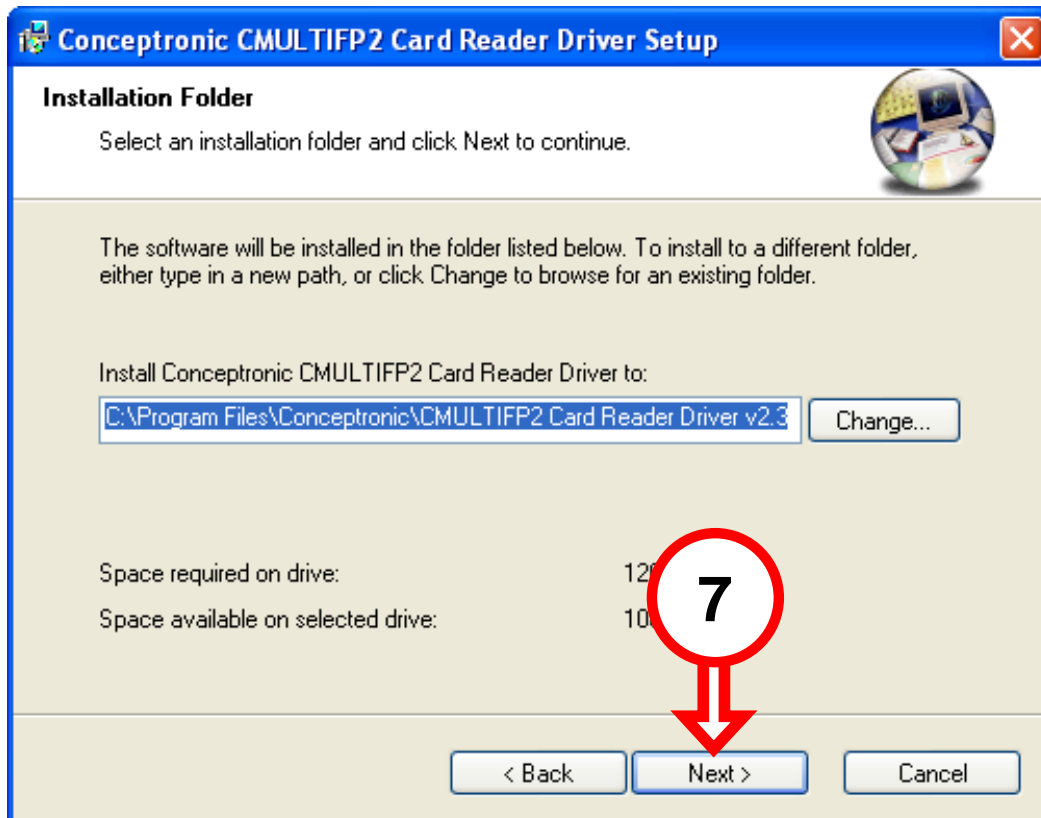 Conceptronic CMULTIFP2 Card Reader Driver Setup
Installation Folder
Select an installation folder and click Next to continue.
The software will be installed in the folder listed below. To install to a different folder,
either type in a new path, or click Change to browse for an existing folder.
Install Conceptronic CMULTIFP2 Card Reader Driver to:
C:\Program Files\Conceptronic\CMULTIFP2 Card Reader Driver v2.3
Change...
Space required on drive:
Space available on selected drive:
7
< Back Next > Cancel